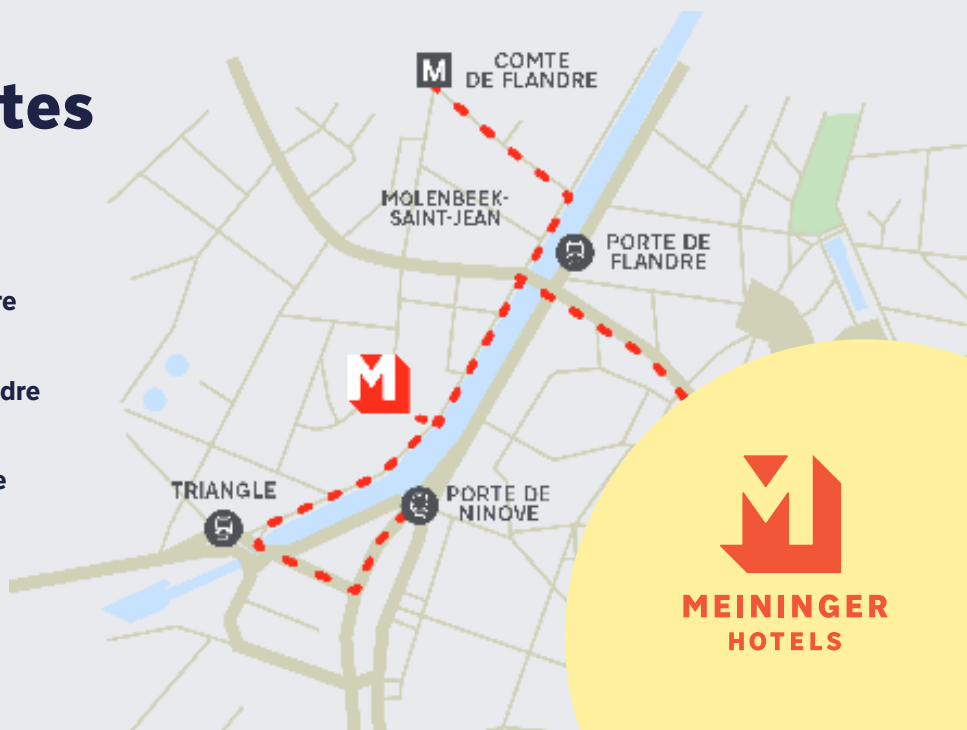 tes
re
dre
e
M
COMTE
DE FLANDRE
MOLENBEEK-
SAINT-JEAN
PORTE DE
FLANDRE
M
TRIANGLE
PORTE DE
NINOVE
M
MEININGER
HOTELS